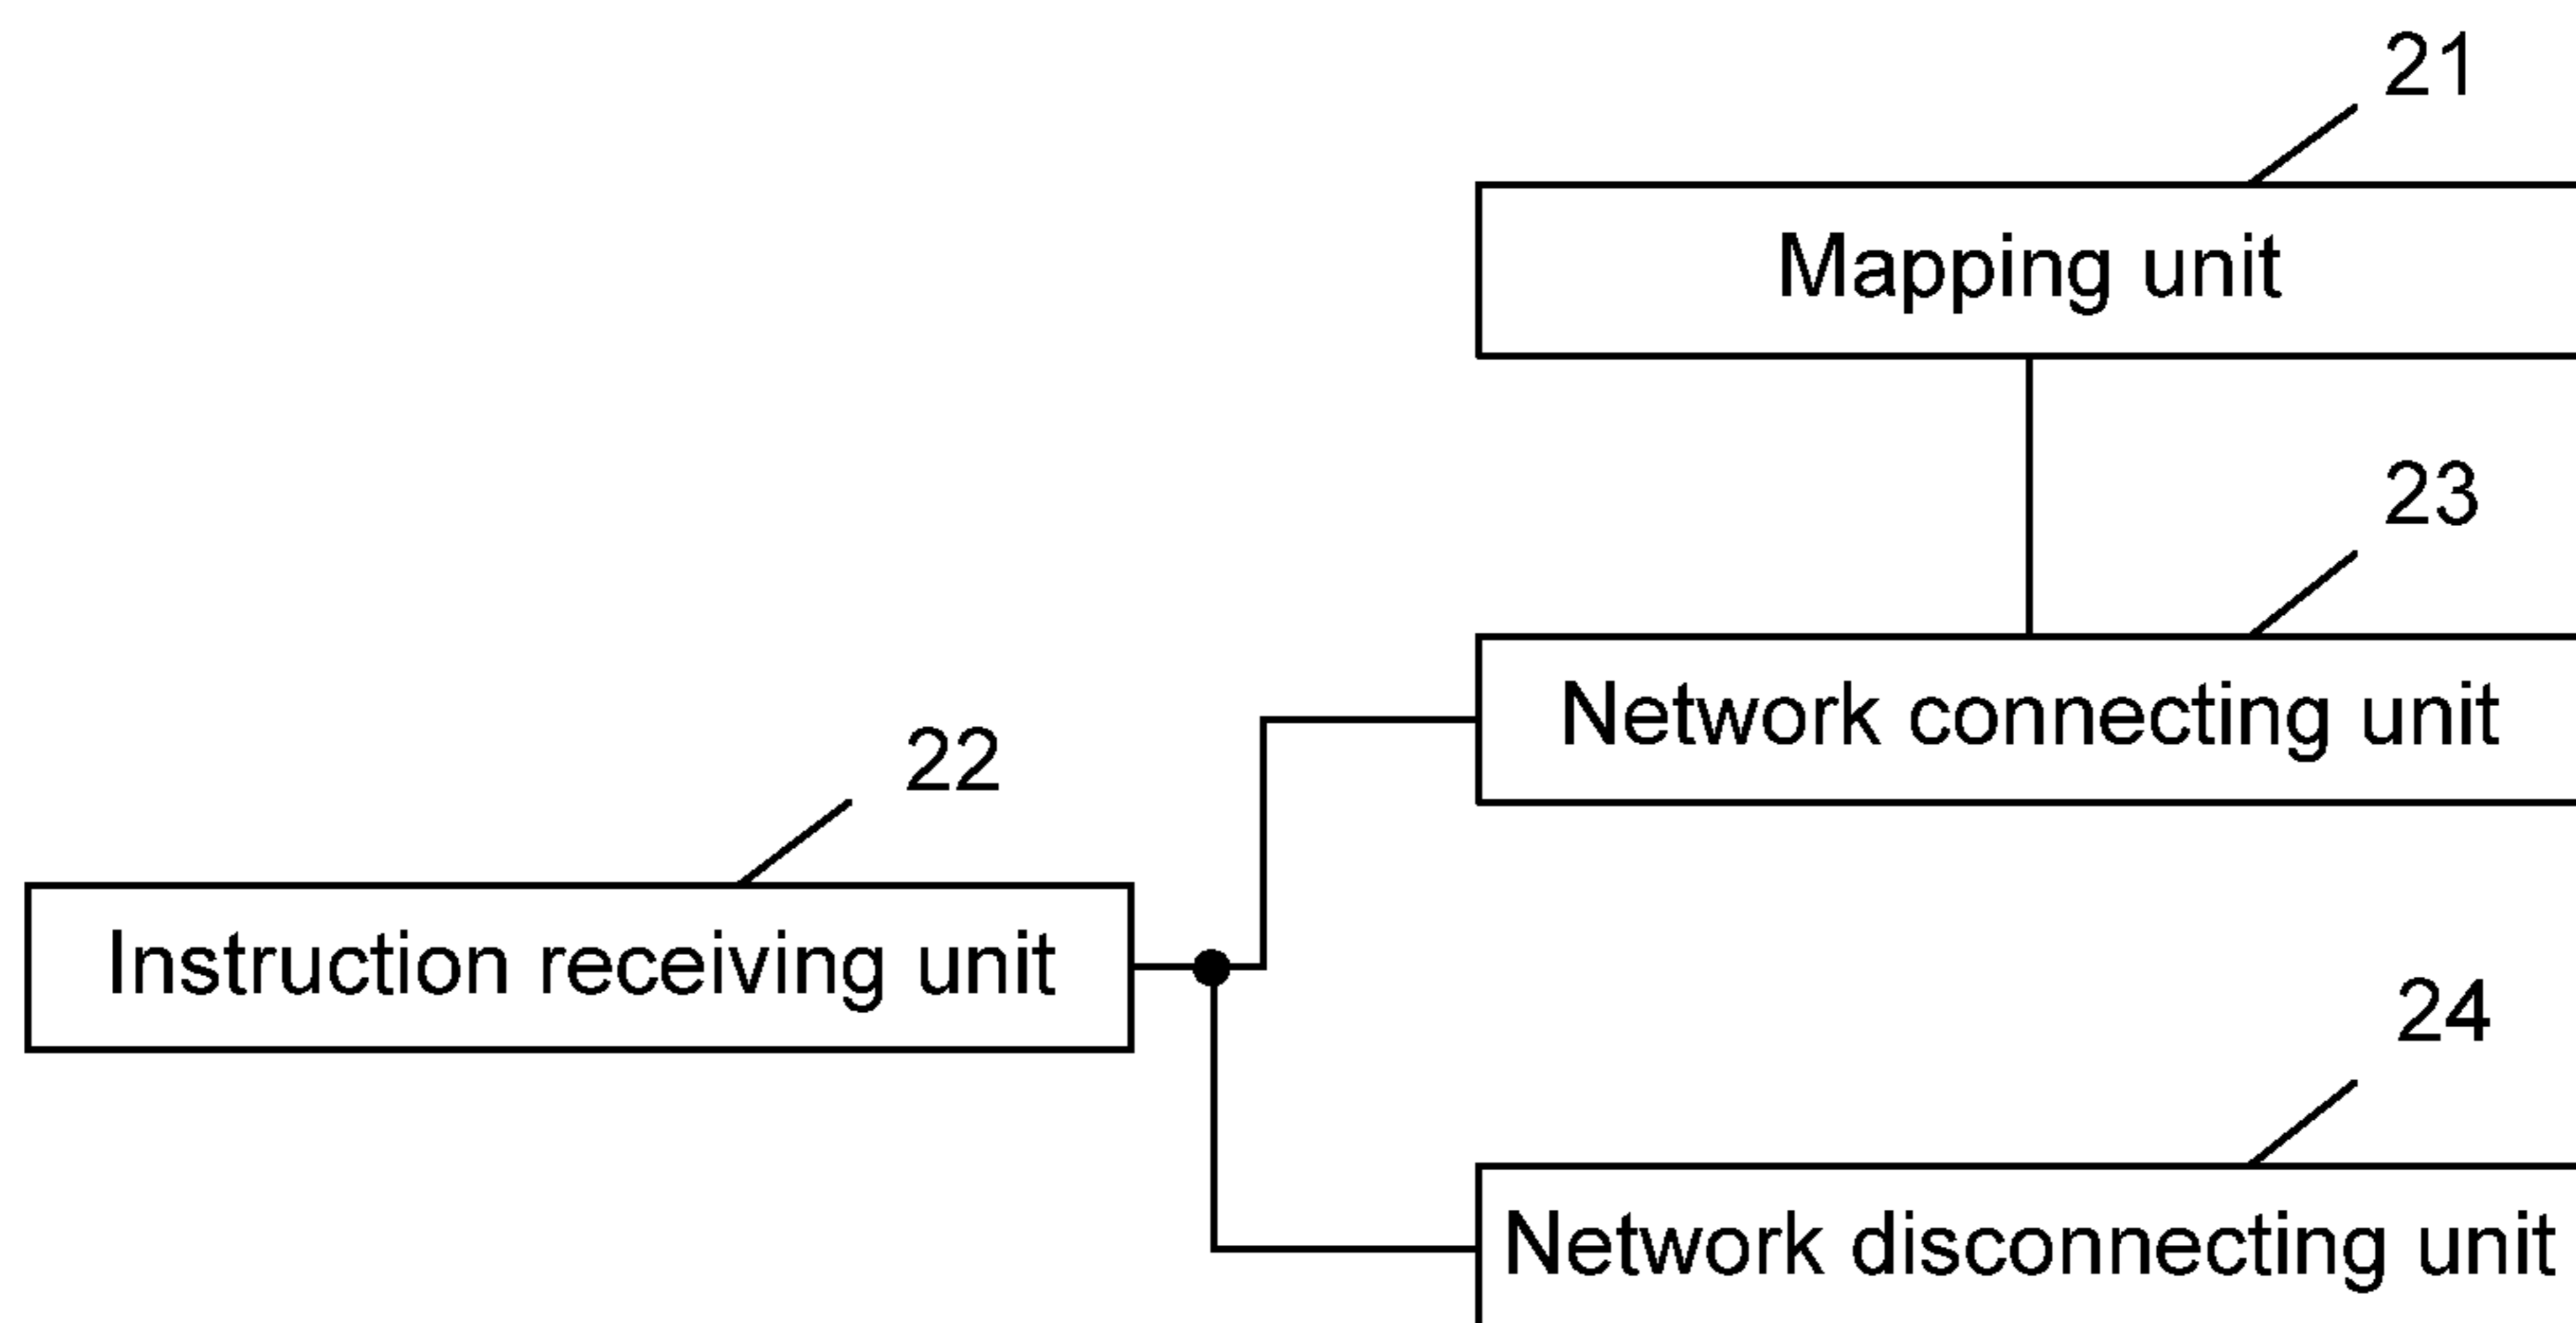 21
Mapping unit
23
Network connecting unit
22
Instruction receiving unit
24
Network disconnecting unit